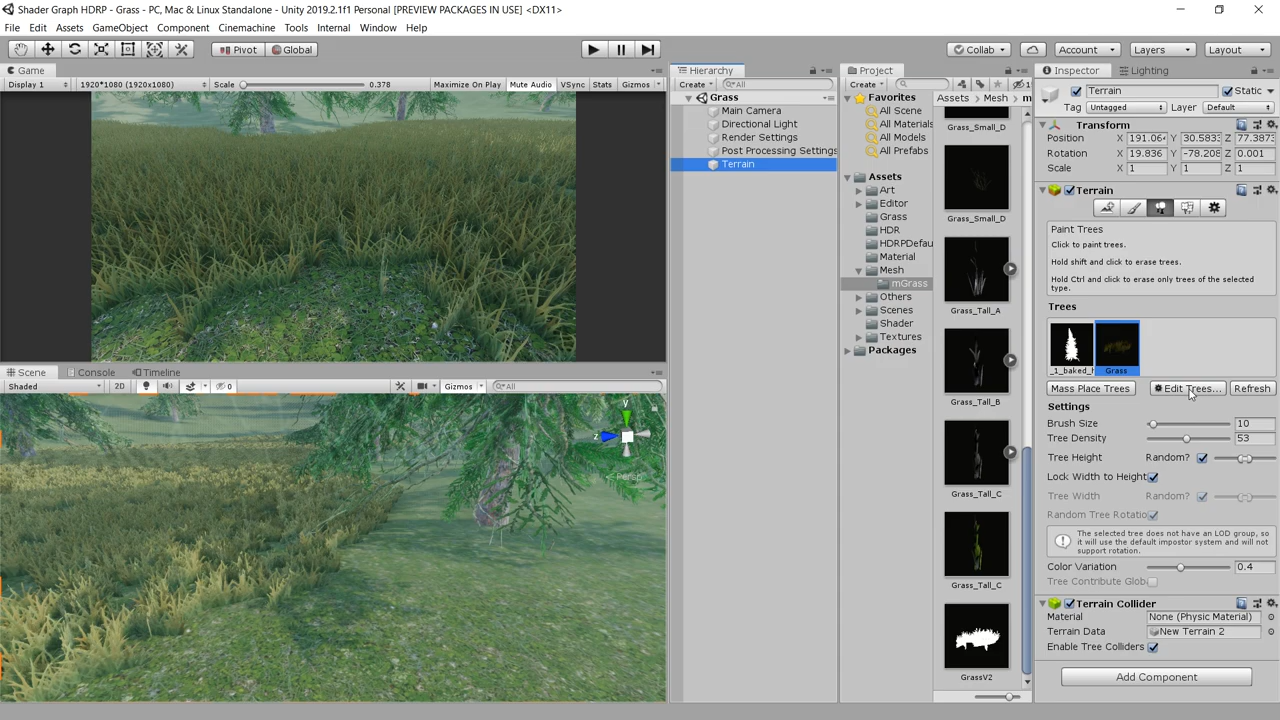 Shader Graph HDRP - Grass - PC, Mac & Linux Standalone - Unity 2019.2.1f1 Personal [PREVIEW PACKAGES IN USE] <DX11>
File Edit Assets GameObject Component Cinemachine Tools Internal Window Help
Pivot Global Collab Account Layers Layout
Game
Display 1 1920*1080 (1920x1080) Scale 0.378 Maximize On Play Mute Audio VSync Stats Gizmos
Scene Console Timeline
Shaded 2D 0 Gizmos All
y
z
Persp
Hierarchy
Create All
Grass
Main Camera
Directional Light
Render Settings
Post Processing Settings
Terrain
Project
Create
Favorites
All Scene
All Materials
All Models
All Prefabs
Assets
Art
Editor
Grass
HDR
HDRPDefau
Material
Mesh
mGrass
Others
Scenes
Shader
Textures
Packages
Assets Mesh m
Grass_Small_D
Grass_Small_D
Grass_Tall_A
Grass_Tall_B
Grass_Tall_C
Grass_Tall_C
GrassV2
Inspector Lighting
Terrain Static
Tag Untagged Layer Default
Transform
Position X 191.06 Y 30.5833 Z 77.3873
Rotation X 19.836 Y -78.208 Z 0.001
Scale X 1 Y 1 Z 1
Terrain
Paint Trees
Click to paint trees.
Hold shift and click to erase trees.
Hold Ctrl and click to erase only trees of the selected
type.
Trees
_1_baked_h Grass
Mass Place Trees Edit Trees... Refresh
Settings
Brush Size 10
Tree Density 53
Tree Height Random?
Lock Width to Height
Tree Width Random?
Random Tree Rotatio
The selected tree does not have an LOD group, so
it will use the default impostor system and will not
support rotation.
Color Variation 0.4
Tree Contribute Globa
Terrain Collider
Material None (Physic Material)
Terrain Data New Terrain 2
Enable Tree Colliders
Add Component